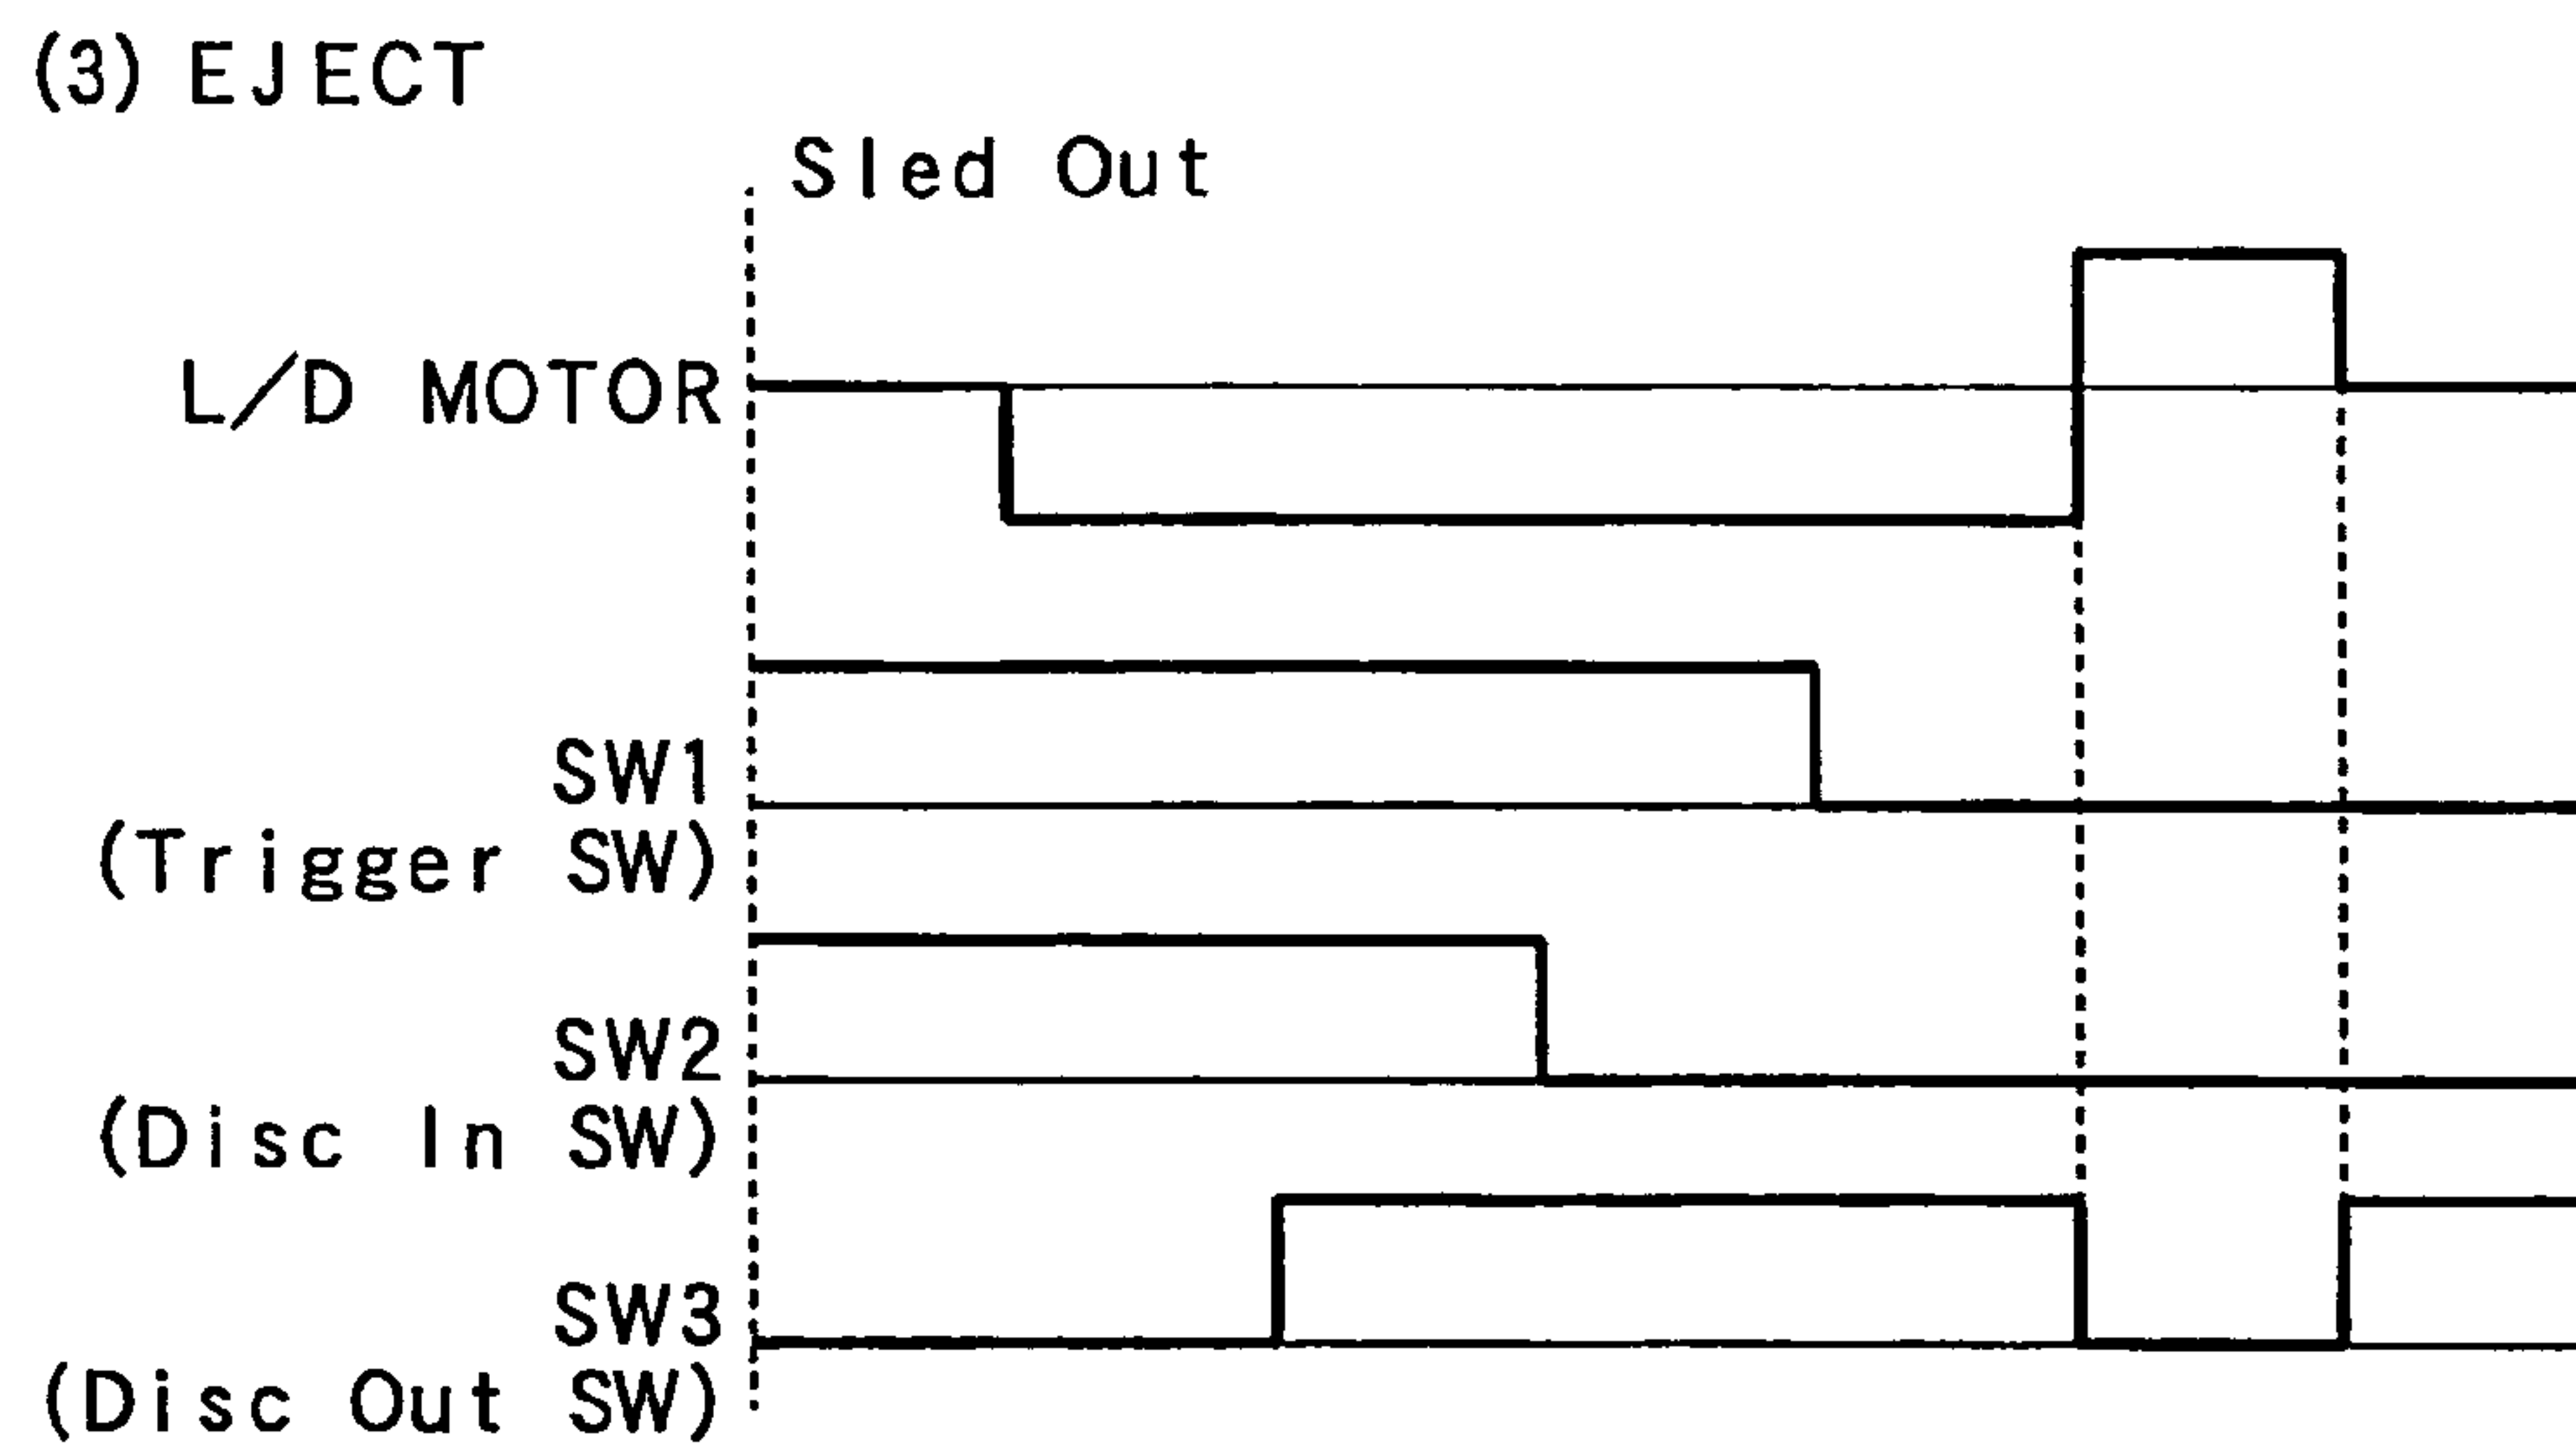 (3) EJECT
Sled Out
L/D MOTOR
SW1
(Trigger SW)
SW2
(Disc In SW)
SW3
(Disc Out SW)